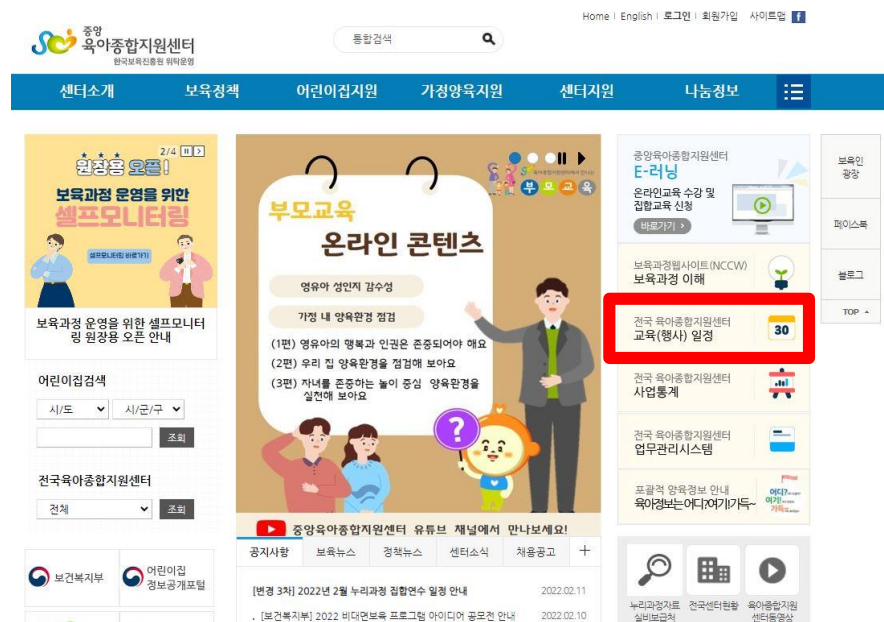 Home | English | 로그인 | 회원가입 사이트맵
중앙
육아종합지원센터
한국보육진흥원 위탁운영
통합검색
센터소개 보육정책 어린이집지원 가정양육지원 센터지원 나눔정보
원장용 오픈!
2/4
보육과정 운영을 위한
셀프모니터링
셀프모니터링 바로가기
보육과정 운영을 위한 셀프모니터
링 원장용 오픈 안내
어린이집검색
시/도 시/군/구
조회
전국육아종합지원센터
전체 조회
보건복지부
어린이집
정보공개포털
부모교육
부모교육
온라인 콘텐츠
영유아 성인지 감수성
가정 내 양육환경 점검
(1편) 영유아의 행복과 인권은 존중되어야 해요
(2편) 우리 집 양육환경을 점검해 보아요
(3편) 자녀를 존중하는 놀이 중심 양육환경을
실천해 보아요
?
중앙육아종합지원센터 유튜브 채널에서 만나보세요!
공지사항 보육뉴스 정책뉴스 센터소식 채용공고 +
[변경 3차] 2022년 2월 누리과정 집합연수 일정 안내 2022.02.11
[보건복지부] 2022 비대면보육 프로그램 아이디어 공모전 안내 2022.02.10
중앙육아종합지원센터
E-러닝
온라인교육 수강 및
집합교육 신청
바로가기 >
보육과정웹사이트(NCCW)
보육과정 이해
전국 육아종합지원센터
교육(행사) 일정
30
전국 육아종합지원센터
사업통계
전국 육아종합지원센터
업무관리시스템
포괄적 양육정보 안내
육아정보는어디?여기!가득~
어디?
여기!
가득~
누리과정자료
실비보급처
전국센터현황
육아종합지원
센터동영상
보육인
광장
페이스북
블로그
TOP